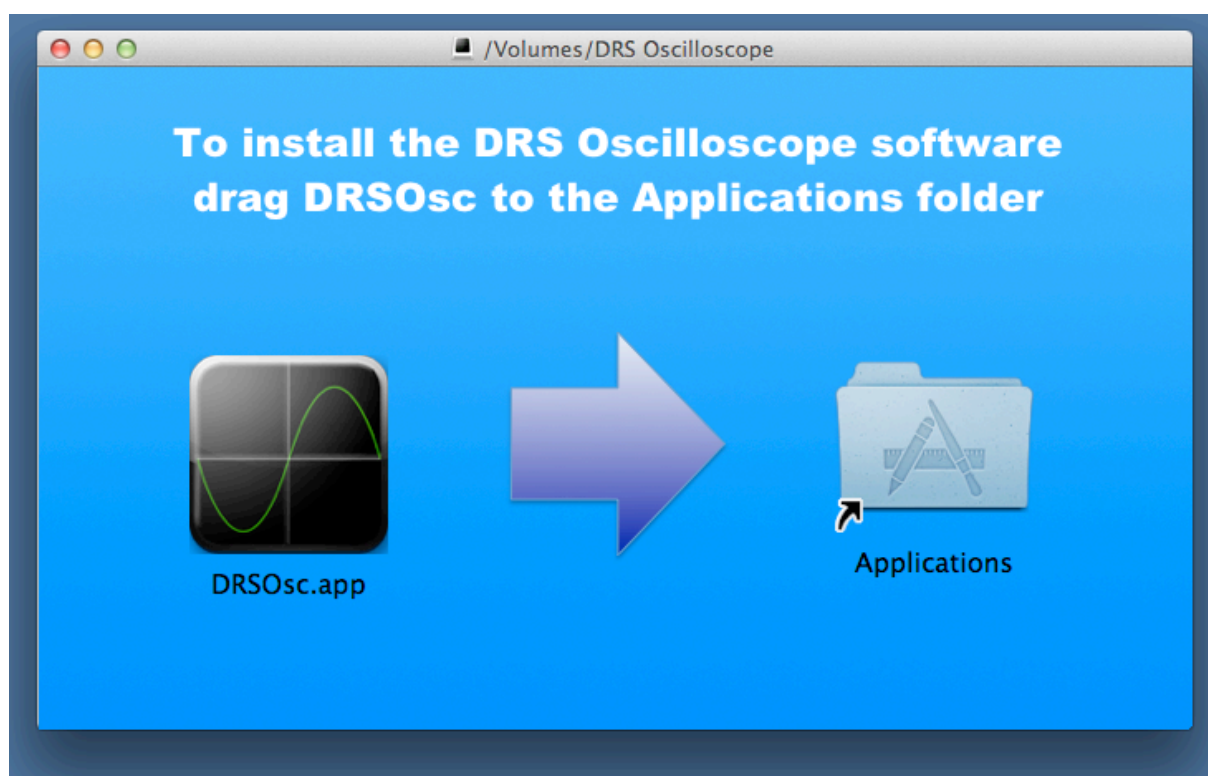 /Volumes/DRS Oscilloscope
To install the DRS Oscilloscope software
drag DRSOsc to the Applications folder
DRSOsc.app
Applications